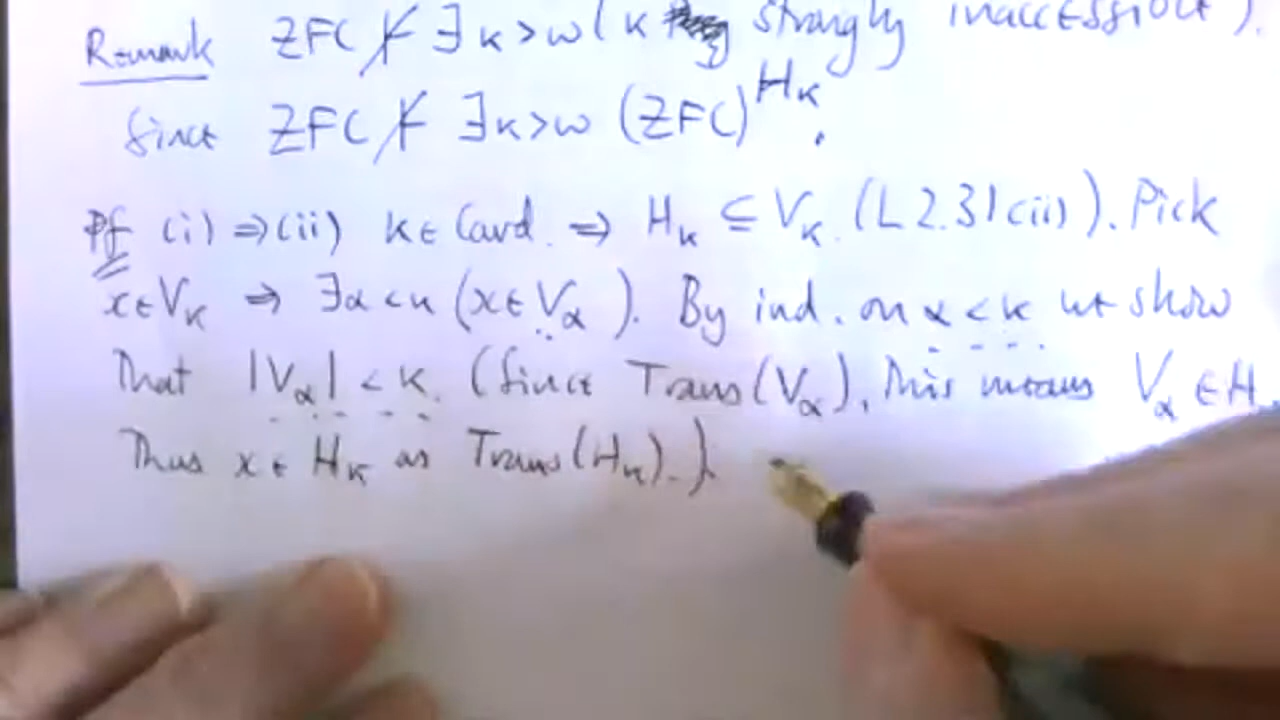 Remark ZFC ⊬ ∃κ>ω(κ strongly inaccessible).
Since ZFC ⊬ ∃κ>ω (ZFC)^{H_κ}.
Pf (i)⇒(ii) κ∈Card. ⇒ H_κ ⊆ V_κ. (L2.31(ii)). Pick
x∈V_κ ⇒ ∃α<κ (x∈V_α). By ind. on α<κ we show
That |V_α|<κ. (Since Trans(V_α), this means V_α∈H
Thus x∈H_κ as Trans(H_κ).)